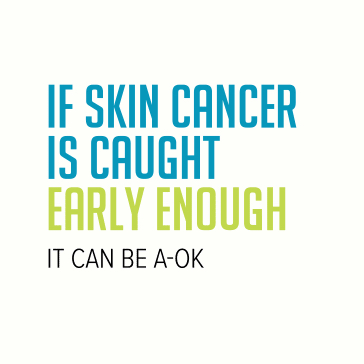 IF SKIN CANCER
IS CAUGHT
EARLY ENOUGH
IT CAN BE A-OK